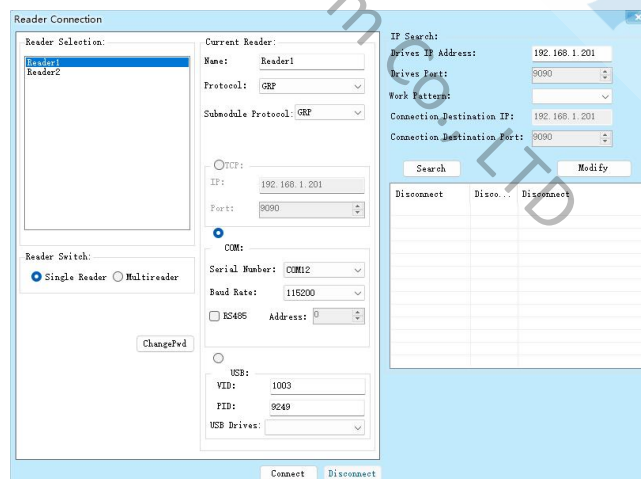 Reader Connection
Reader Selection:
Reader1
Reader2
Reader Switch:
Single Reader Multireader
ChangePwd
Current Reader:
Name: Reader1
Protocol: GRP
Submodule Protocol: GRP
TCP:
IP: 192.168.1.201
Port: 9090
COM:
Serial Number: COM12
Baud Rate: 115200
RS485 Address: 0
USB:
VID: 1003
PID: 9249
USB Drives:
Connect Disconnect
IP Search:
Drives IP Address: 192.168.1.201
Drives Port: 9090
Work Pattern:
Connection Destination IP: 192.168.1.201
Connection Destination Port: 9090
Search Modify
Disconnect Disco... Disconnect
m Co., LTD